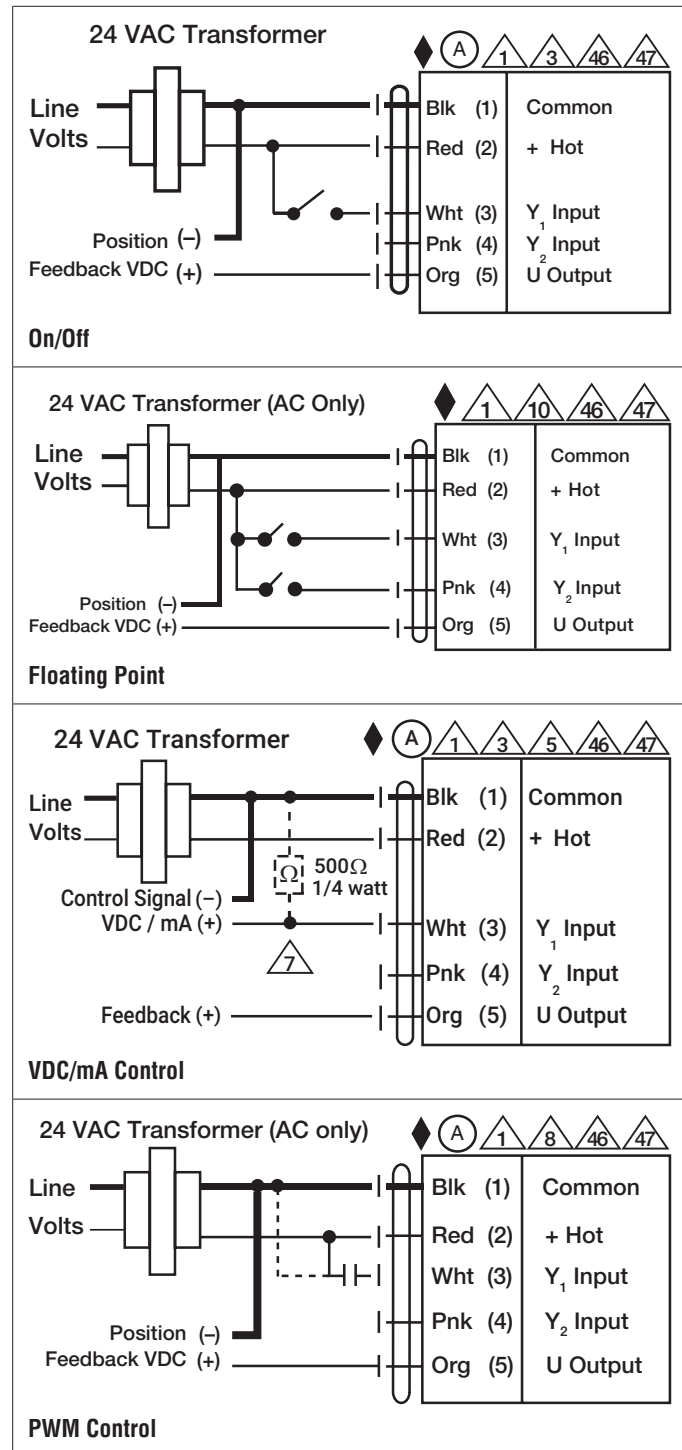 24 VAC Transformer
A 1 3 46 47
Line
Volts
Blk (1) Common
Red (2) + Hot
Wht (3) Y1 Input
Position (–)
Pnk (4) Y2 Input
Feedback VDC (+)
Org (5) U Output
On/Off
24 VAC Transformer (AC Only)
1 10 46 47
Line
Volts
Blk (1) Common
Red (2) + Hot
Wht (3) Y1 Input
Pnk (4) Y2 Input
Position (–)
Feedback VDC (+)
Org (5) U Output
Floating Point
24 VAC Transformer
A 1 3 5 46 47
Line
Volts
Blk (1) Common
Red (2) + Hot
Ω 500Ω
1/4 watt
Control Signal (–)
VDC / mA (+)
Wht (3) Y1 Input
7
Pnk (4) Y2 Input
Feedback (+)
Org (5) U Output
VDC/mA Control
24 VAC Transformer (AC only)
A 1 8 46 47
Line
Volts
Blk (1) Common
Red (2) + Hot
Wht (3) Y1 Input
Pnk (4) Y2 Input
Position (–)
Feedback VDC (+)
Org (5) U Output
PWM Control